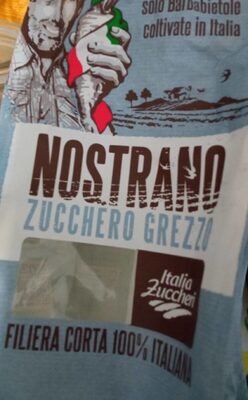 solo Barbabietole
coltivate in Italia
NOSTRANO
ZUCCHERO GREZZO
Italia
Zuccheri
FILIERA CORTA 100% ITALIANA